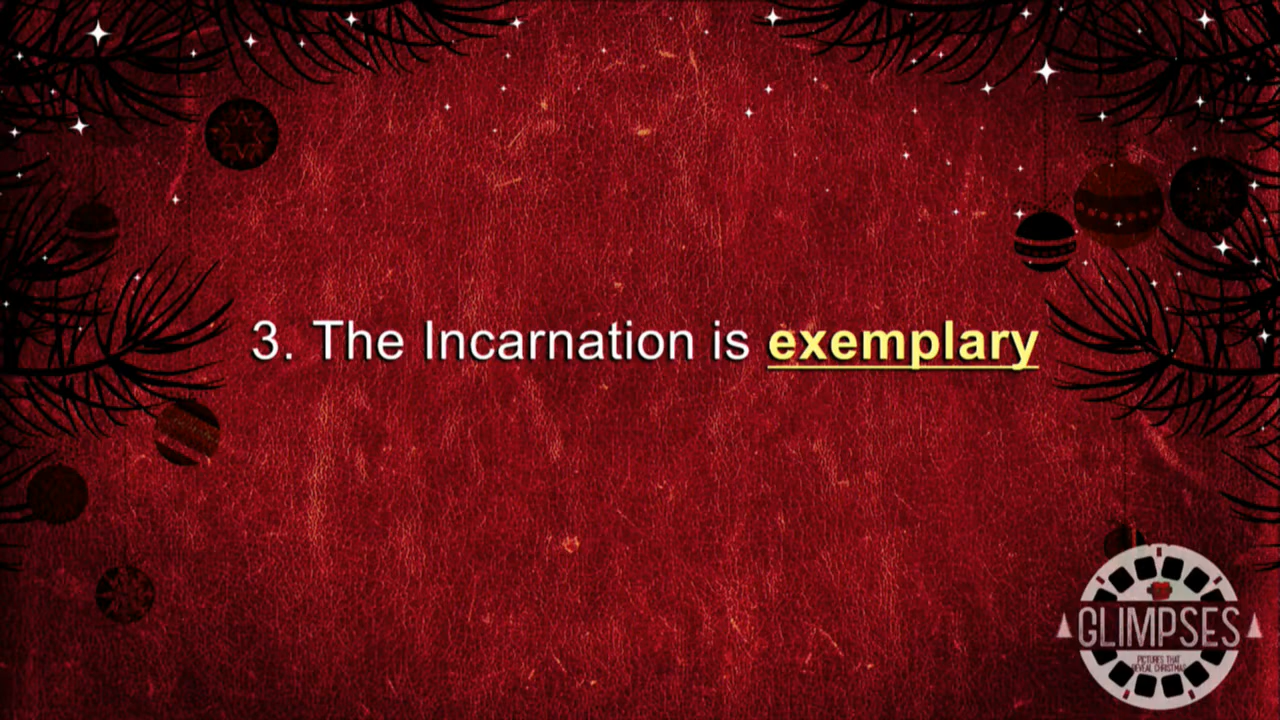 3. The Incarnation is exemplary
GLIMPSES
PICTURES THAT
REVEAL CHRISTMAS